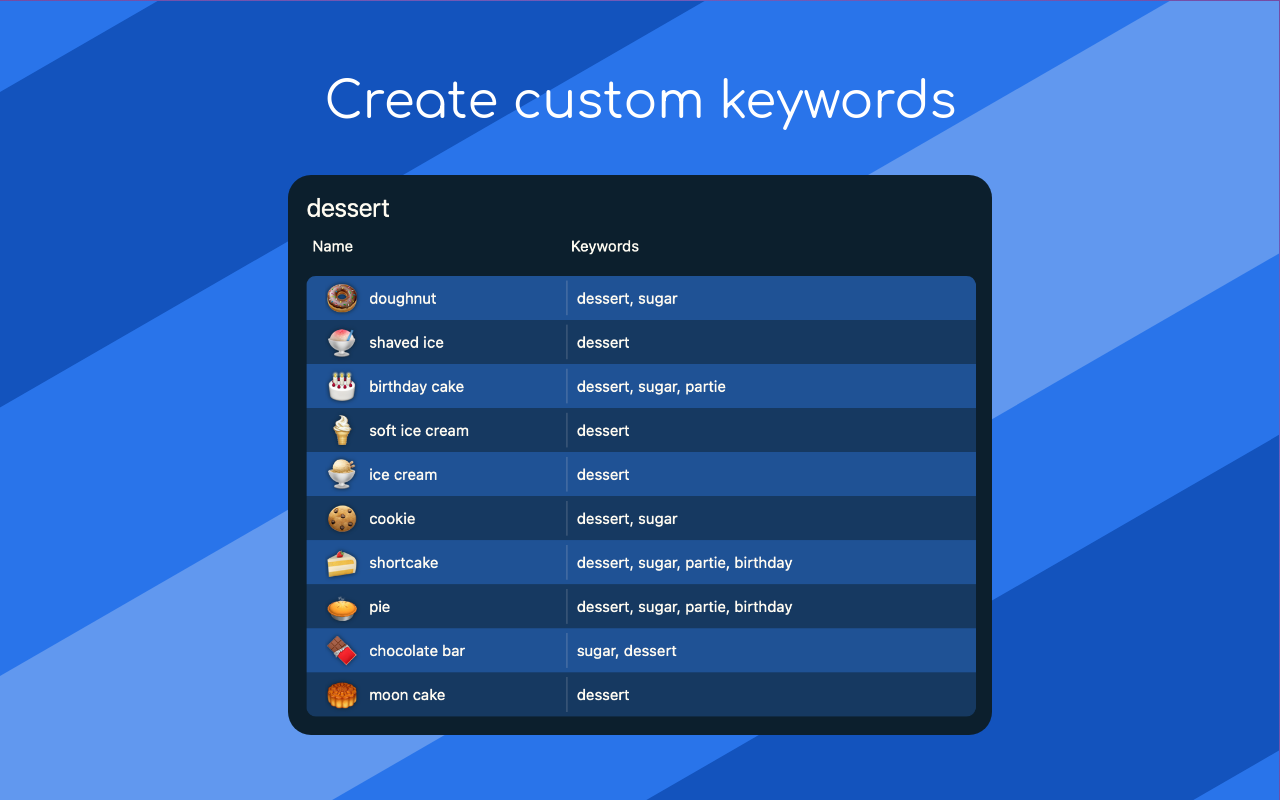 Create custom keywords
dessert
Name Keywords
doughnut dessert, sugar
shaved ice dessert
birthday cake dessert, sugar, partie
soft ice cream dessert
ice cream dessert
cookie dessert, sugar
shortcake dessert, sugar, partie, birthday
pie dessert, sugar, partie, birthday
chocolate bar sugar, dessert
moon cake dessert